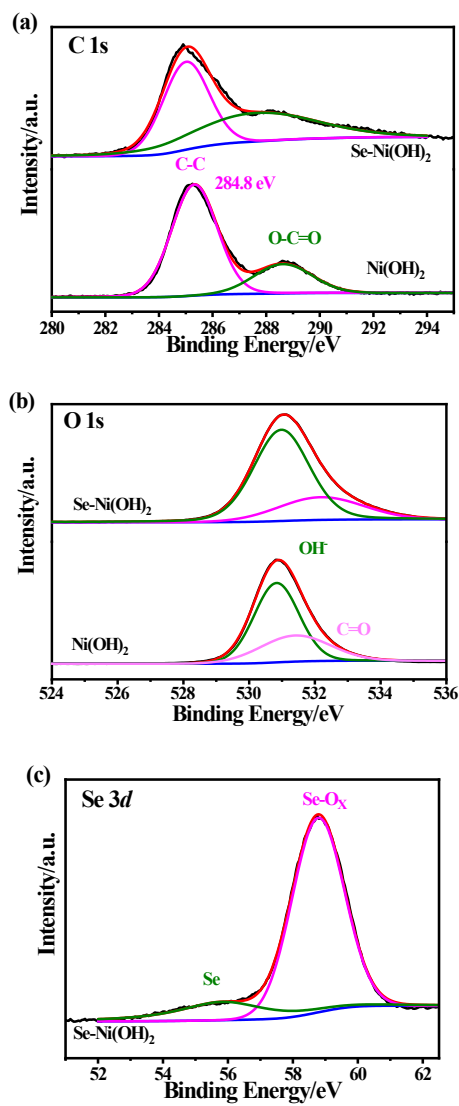 (a)
C 1s
Se-Ni(OH)2
C-C
284.8 eV
O-C=O
Ni(OH)2
Intensity/a.u.
280 282 284 286 288 290 292 294
Binding Energy/eV
(b)
O 1s
Se-Ni(OH)2
OH-
C=O
Ni(OH)2
Intensity/a.u.
524 526 528 530 532 534 536
Binding Energy/eV
(c)
Se 3d
Se-OX
Se
Se-Ni(OH)2
Intensity/a.u.
52 54 56 58 60 62
Binding Energy/eV